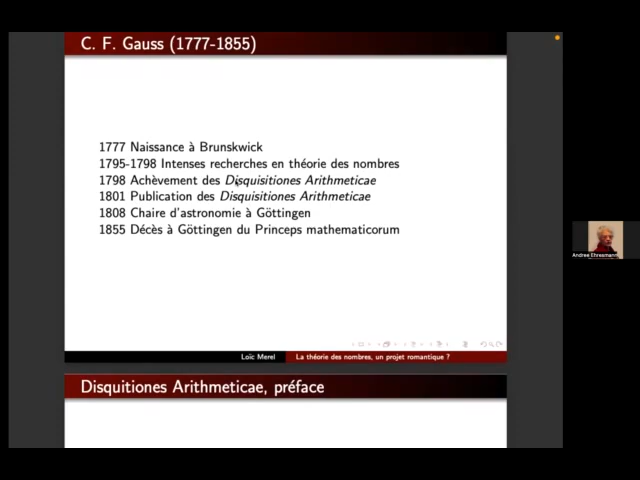 C. F. Gauss (1777-1855)
1777 Naissance à Brunskwick
1795-1798 Intenses recherches en théorie des nombres
1798 Achèvement des Disquisitiones Arithmeticae
1801 Publication des Disquisitiones Arithmeticae
1808 Chaire d'astronomie à Göttingen
1855 Décès à Göttingen du Princeps mathematicorum
Andree Ehresmann
Loïc Merel
La théorie des nombres, un projet romantique ?
Disquitiones Arithmeticae, préface